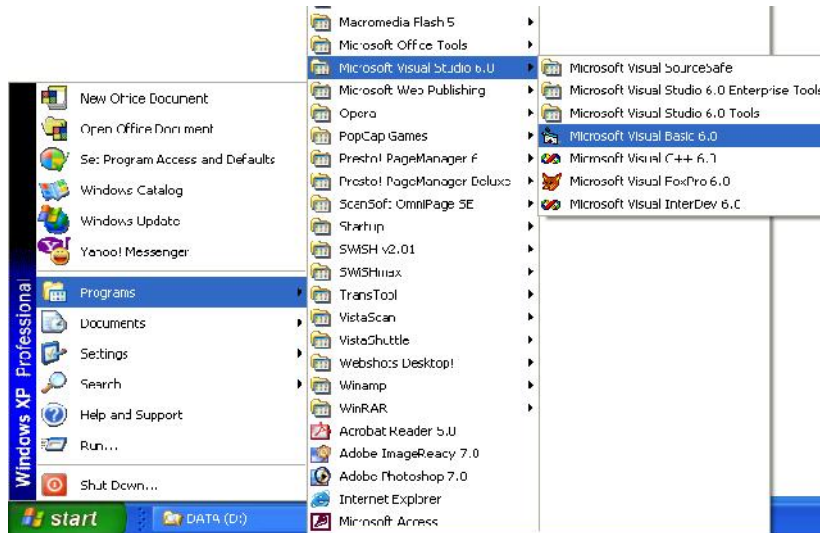 New Office Document
Open Office Document
Set Program Access and Defaults
Windows Catalog
Windows Update
Yahoo! Messenger
Programs
Documents
Settings
Search
Help and Support
Run...
Shut Down...
Windows XP Professional
start
DATA (D:)
Macromedia Flash 5
Microsoft Office Tools
Microsoft Visual Studio 6.0
Microsoft Web Publishing
Opera
PopCap Games
Presto! PageManager 6
Presto! PageManager Deluxe
ScanSoft OmniPage SE
Startup
SWiSH v2.01
SWiSHmax
TransTool
VistaScan
VistaShuttle
Webshots Desktop!
Winamp
WinRAR
Acrobat Reader 5.0
Adobe ImageReady 7.0
Adobe Photoshop 7.0
Internet Explorer
Microsoft Access
Microsoft Visual SourceSafe
Microsoft Visual Studio 6.0 Enterprise Tools
Microsoft Visual Studio 6.0 Tools
Microsoft Visual Basic 6.0
Microsoft Visual C++ 6.0
Microsoft Visual FoxPro 6.0
Microsoft Visual InterDev 6.0